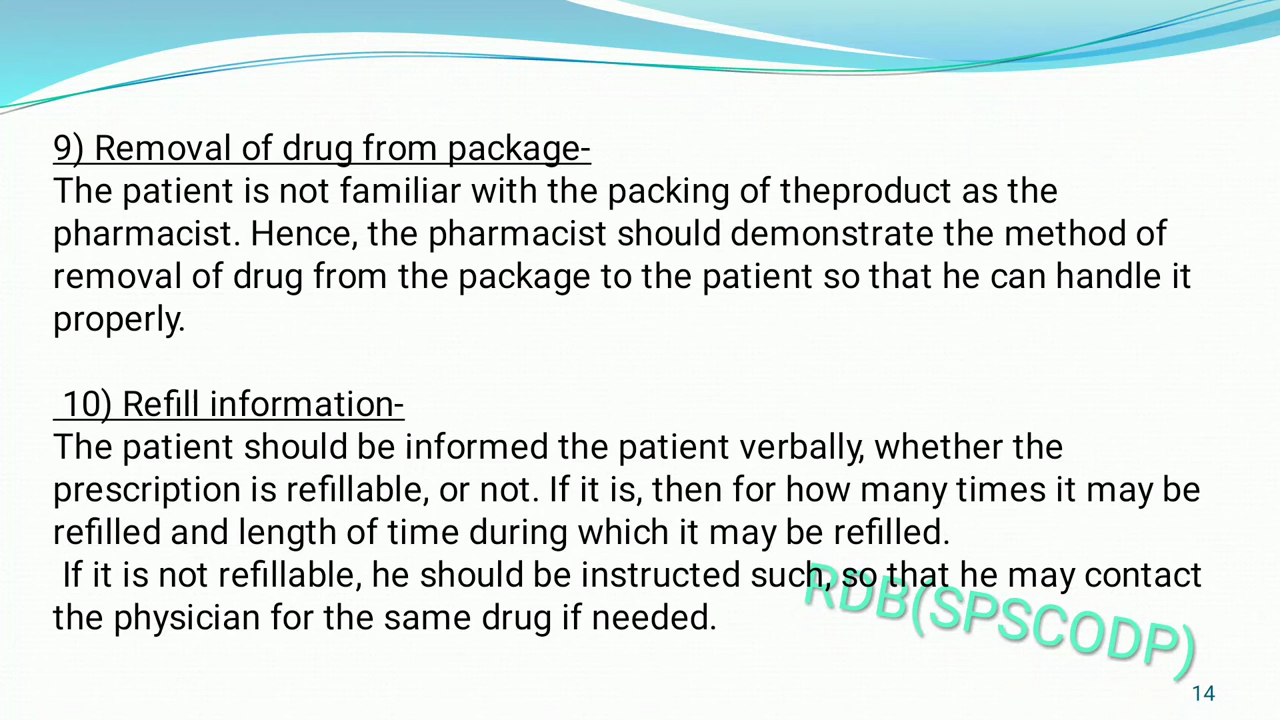 9) Removal of drug from package-
The patient is not familiar with the packing of theproduct as the
pharmacist. Hence, the pharmacist should demonstrate the method of
removal of drug from the package to the patient so that he can handle it
properly.
10) Refill information-
The patient should be informed the patient verbally, whether the
prescription is refillable, or not. If it is, then for how many times it may be
refilled and length of time during which it may be refilled.
If it is not refillable, he should be instructed such, so that he may contact
the physician for the same drug if needed.
RDB(SPSCODP)
14